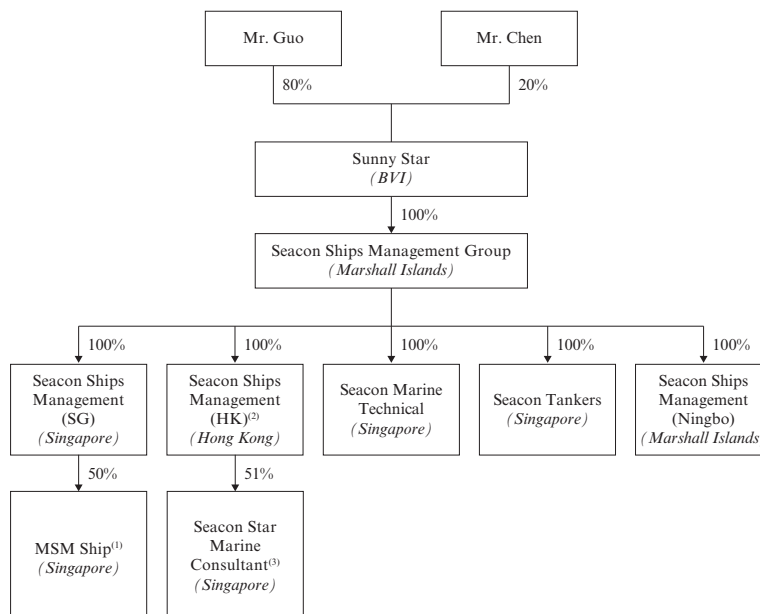 Mr. Guo
Mr. Chen
80%
20%
Sunny Star
(BVI)
100%
Seacon Ships Management Group
(Marshall Islands)
100%
100%
100%
100%
100%
Seacon Ships
Management
(SG)
(Singapore)
Seacon Ships
Management
(HK)(2)
(Hong Kong)
Seacon Marine
Technical
(Singapore)
Seacon Tankers
(Singapore)
Seacon Ships
Management
(Ningbo)
(Marshall Islands
50%
51%
MSM Ship(1)
(Singapore)
Seacon Star
Marine
Consultant(3)
(Singapore)